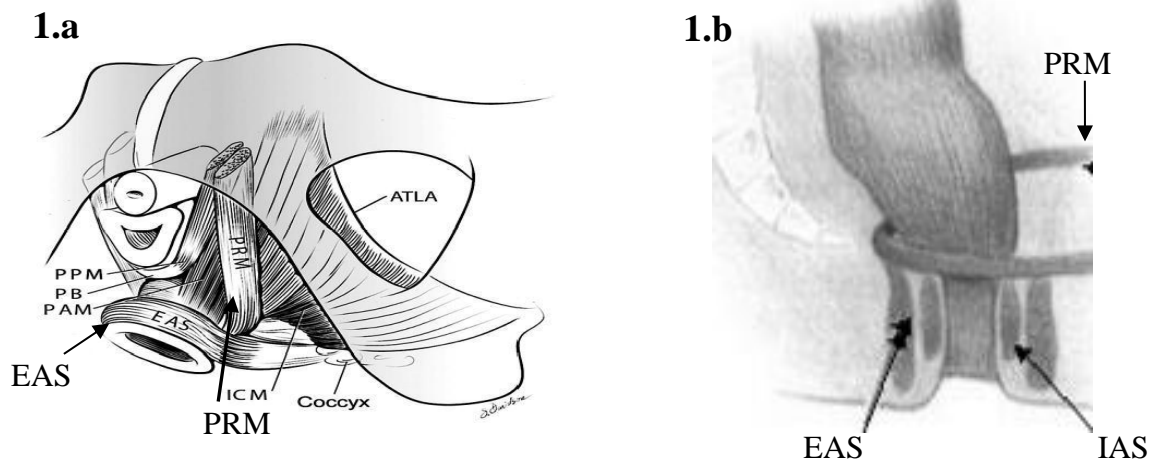 1.a
ATLA
PRM
PPM
PB
PAM
EAS
EAS
ICM
Coccyx
PRM
1.b
PRM
EAS
IAS